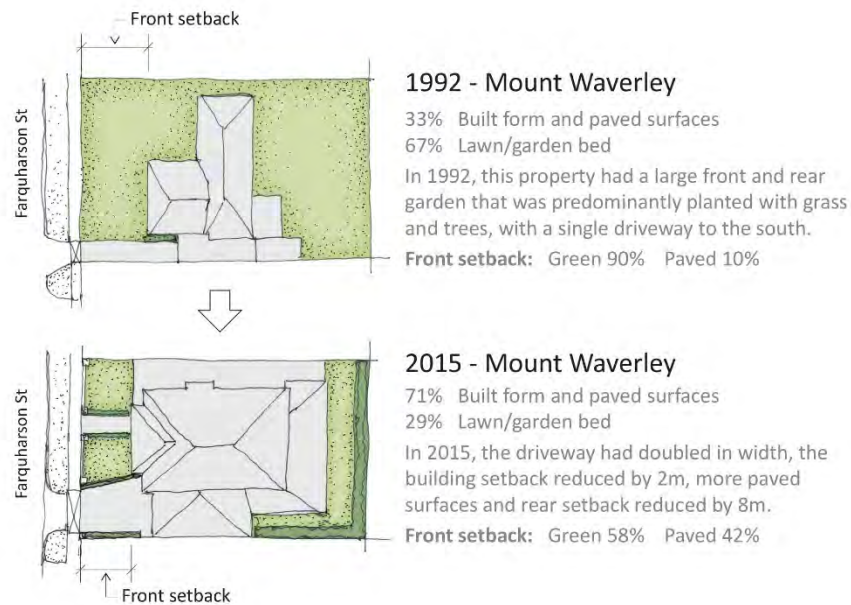 Front setback
Farquharson St
1992 - Mount Waverley
33% Built form and paved surfaces
67% Lawn/garden bed
In 1992, this property had a large front and rear
garden that was predominantly planted with grass
and trees, with a single driveway to the south.
Front setback: Green 90% Paved 10%
Farquharson St
2015 - Mount Waverley
71% Built form and paved surfaces
29% Lawn/garden bed
In 2015, the driveway had doubled in width, the
building setback reduced by 2m, more paved
surfaces and rear setback reduced by 8m.
Front setback: Green 58% Paved 42%
Front setback